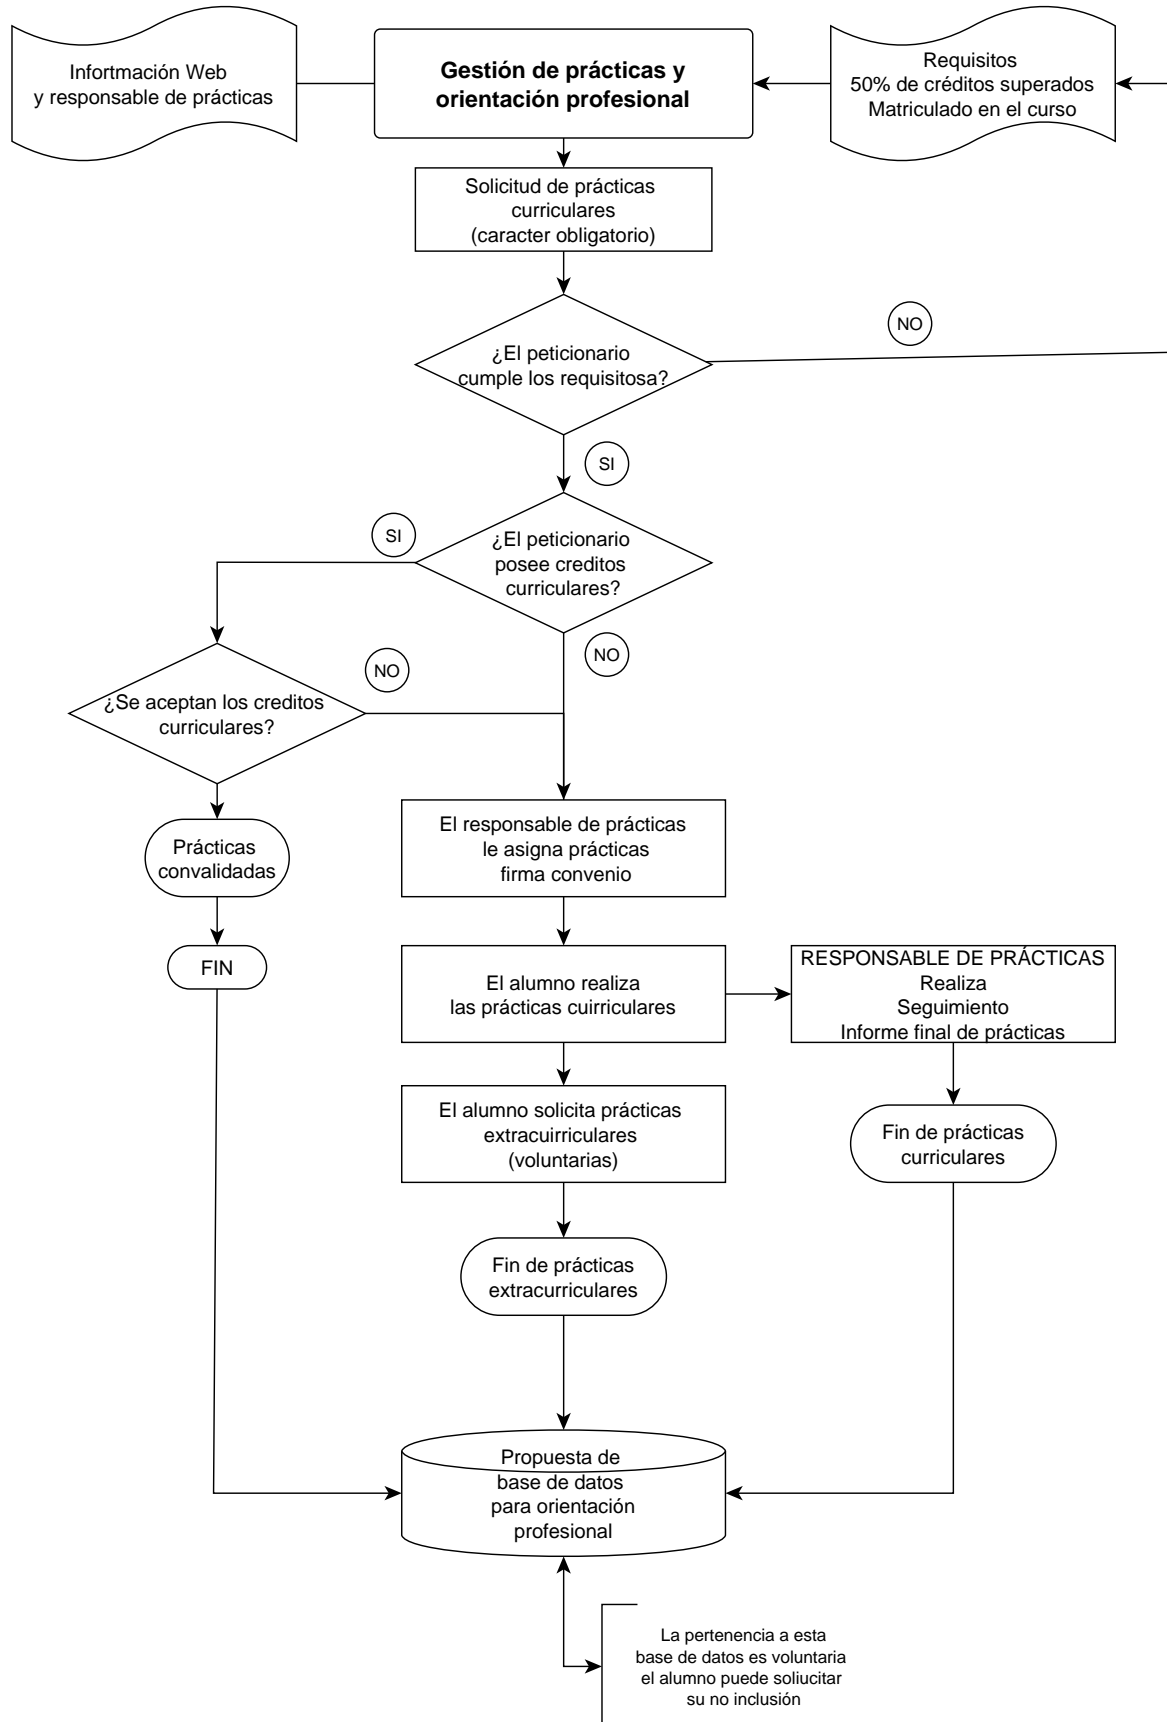 Infortmación Web
y responsable de prácticas
Gestión de prácticas y
orientación profesional
Requisitos
50% de créditos superados
Matriculado en el curso
Solicitud de prácticas
curriculares
(caracter obligatorio)
¿El peticionario
cumple los requisitosa?
NO
SI
¿El peticionario
posee creditos
curriculares?
SI
NO
¿Se aceptan los creditos
curriculares?
NO
Prácticas
convalidadas
FIN
El responsable de prácticas
le asigna prácticas
firma convenio
El alumno realiza
las prácticas cuirriculares
RESPONSABLE DE PRÁCTICAS
Realiza
Seguimiento
Informe final de prácticas
El alumno solicita prácticas
extracuirriculares
(voluntarias)
Fin de prácticas
curriculares
Fin de prácticas
extracurriculares
Propuesta de
base de datos
para orientación
profesional
La pertenencia a esta
base de datos es voluntaria
el alumno puede soliucitar
su no inclusión